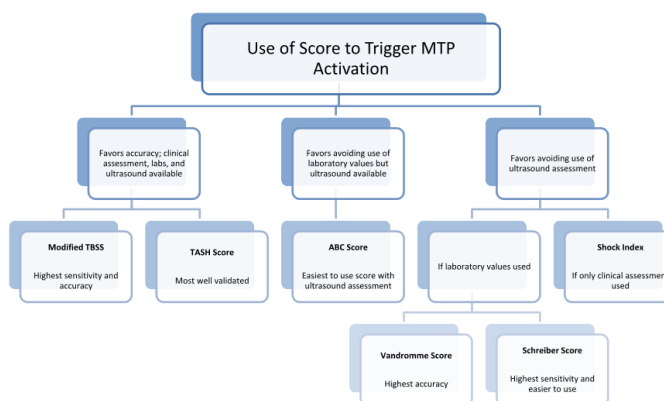 Use of Score to Trigger MTP
Activation
Favors accuracy; clinical
assessment, labs, and
ultrasound available
Favors avoiding use of
laboratory values but
ultrasound available
Favors avoiding use of
ultrasound assessment
Modified TBSS
Highest sensitivity and
accuracy
TASH Score
Most well validated
ABC Score
Easiest to use score with
ultrasound assessment
If laboratory values used
Shock Index
If only clinical assessment
used
Vandromme Score
Highest accuracy
Schreiber Score
Highest sensitivity and
easier to use